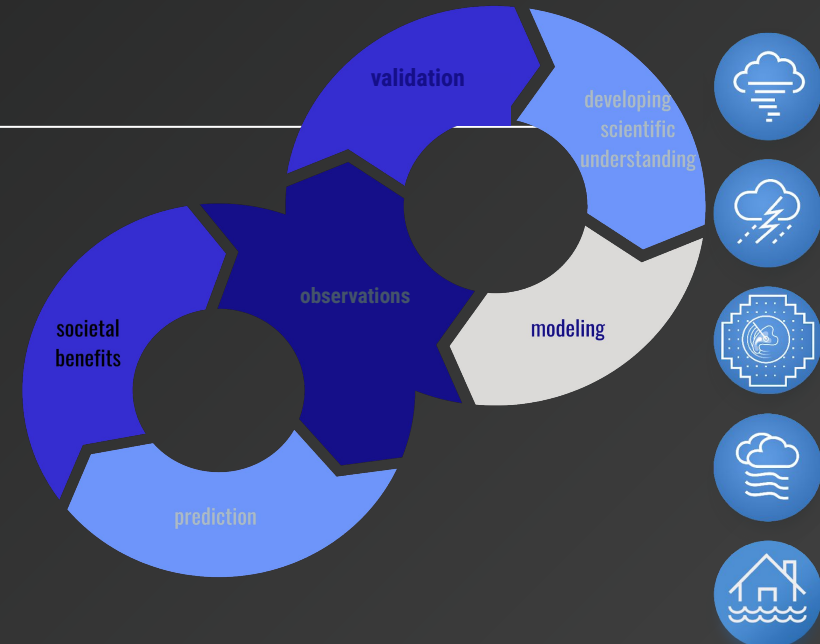 validation
developing
scientific
understanding
observations
societal
benefits
modeling
prediction